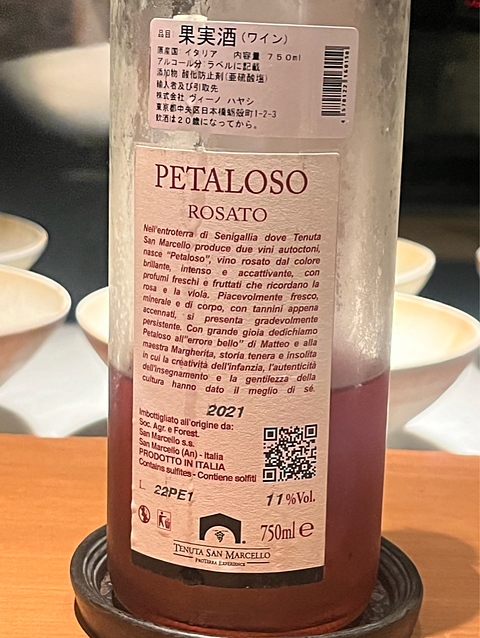 品目 果実酒(ワイン)
原産国 イタリア 内容量 750ml
アルコール分 ラベルに記載
添加物 酸化防止剤(亜硫酸塩)
輸入者及び引取先
株式会社 ヴィーノ ハヤシ
東京都中央区日本橋蛎殻町1-2-3
飲酒は20歳になってから。
PETALOSO
ROSATO
Nell'entroterra di Senigallia dove Tenuta
San Marcello produce due vini autoctoni,
nasce "Petaloso", vino rosato dal colore
brillante, intenso e accattivante, con
profumi freschi e fruttati che ricordano la
rosa e la viola. Piacevolmente fresco,
minerale e di corpo, con tannini appena
accennati, si presenta gradevolmente
persistente. Con grande gioia dedichiamo
Petaloso all'"errore bello" di Matteo e alla
maestra Margherita, storia tenera e insolita
in cui la creatività dell'infanzia, l'autenticità
dell'insegnamento e la gentilezza della
cultura hanno dato il meglio di sé.
2021
Imbottigliato all'origine da:
Soc. Agr. e Forest.
San Marcello s.s.
San Marcello (An) - Italia
PRODOTTO IN ITALIA
Contains sulfites - Contiene solfiti
L. 22PE1 11%Vol.
750ml e
TENUTA SAN MARCELLO
PROTERRA EXPERIENCE